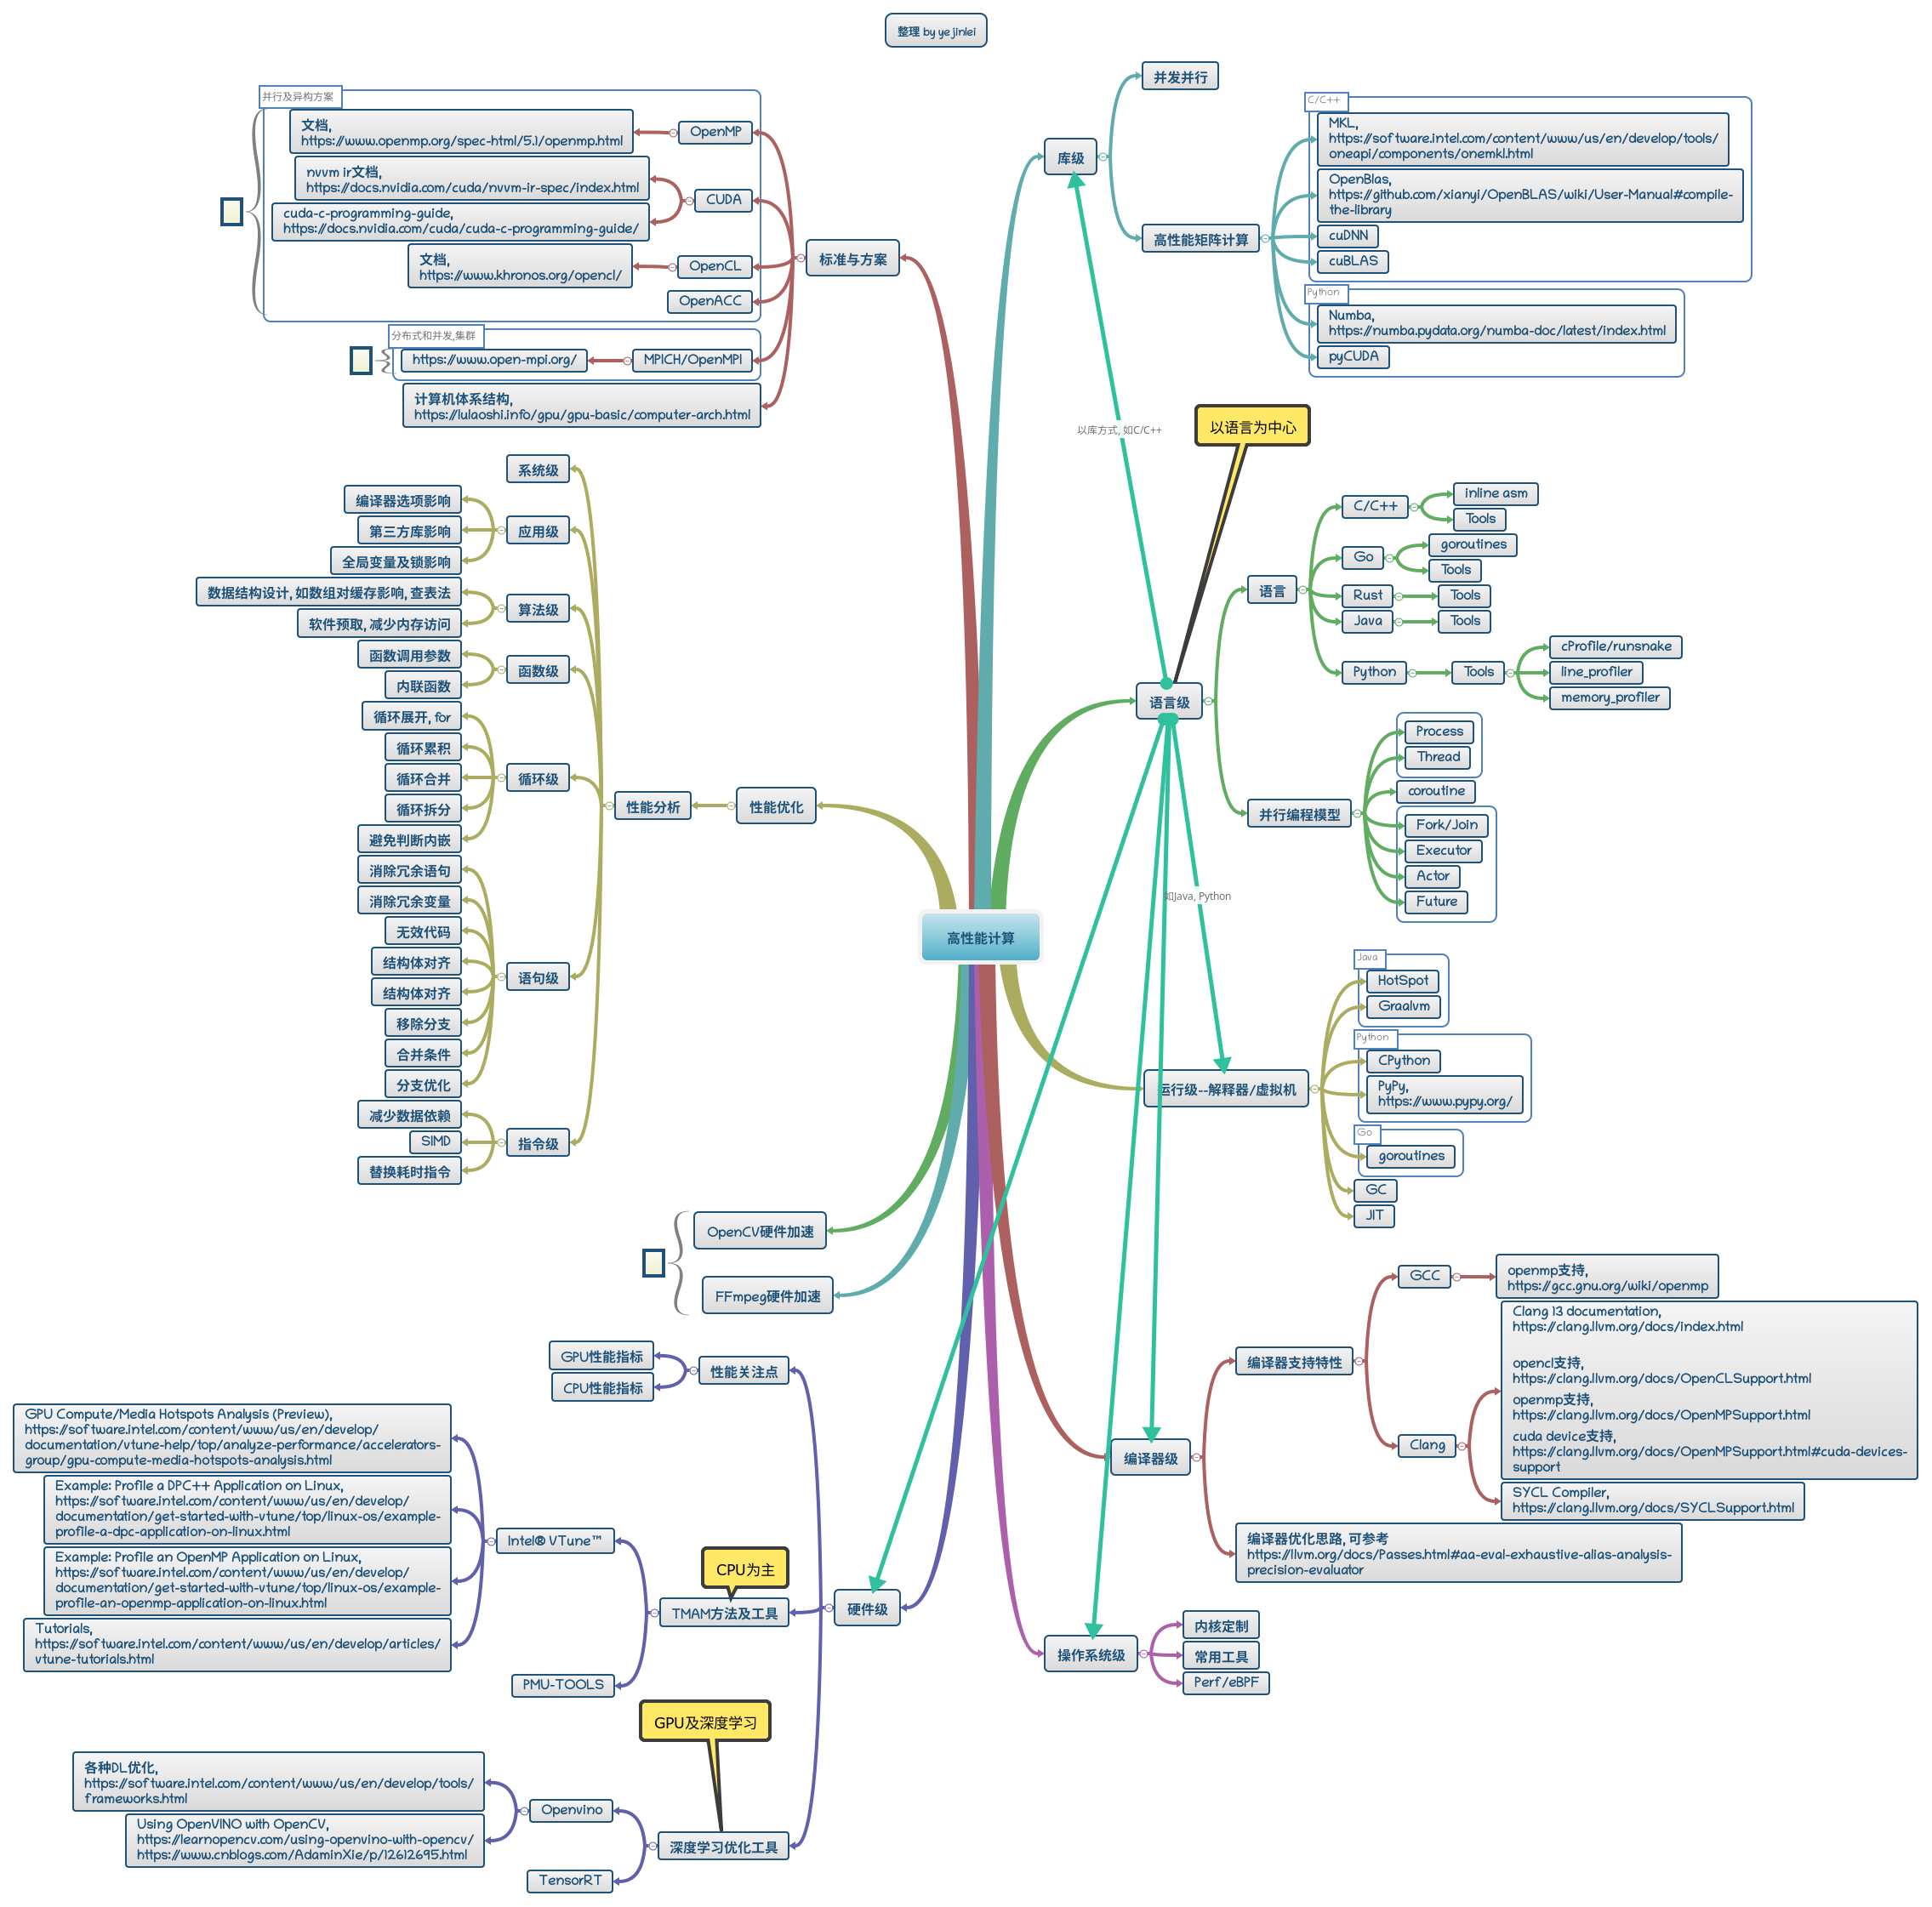 整理 by yejinlei
高性能计算
库级
并发并行
高性能矩阵计算
C/C++
MKL,
https://software.intel.com/content/www/us/en/develop/tools/
oneapi/components/onemkl.html
OpenBlas,
https://github.com/xianyi/OpenBLAS/wiki/User-Manual#compile-
the-library
cuDNN
cuBLAS
Python
Numba,
https://numba.pydata.org/numba-doc/latest/index.html
pyCUDA
以库方式, 如C/C++
以语言为中心
语言级
语言
C/C++
inline asm
Tools
Go
goroutines
Tools
Rust
Tools
Java
Tools
Python
Tools
cProfile/runsnake
line_profiler
memory_profiler
并行编程模型
Process
Thread
coroutine
Fork/Join
Executor
Actor
Future
如Java, Python
运行级--解释器/虚拟机
Java
HotSpot
Graalvm
Python
CPython
PyPy,
https://www.pypy.org/
Go
goroutines
GC
JIT
编译器级
编译器支持特性
GCC
openmp支持,
https://gcc.gnu.org/wiki/openmp
Clang
Clang 13 documentation,
https://clang.llvm.org/docs/index.html
opencl支持,
https://clang.llvm.org/docs/OpenCLSupport.html
openmp支持,
https://clang.llvm.org/docs/OpenMPSupport.html
cuda device支持,
https://clang.llvm.org/docs/OpenMPSupport.html#cuda-devices-
support
SYCL Compiler,
https://clang.llvm.org/docs/SYCLSupport.html
编译器优化思路, 可参考
https://llvm.org/docs/Passes.html#aa-eval-exhaustive-alias-analysis-
precision-evaluator
操作系统级
内核定制
常用工具
Perf/eBPF
标准与方案
并行及异构方案
OpenMP
文档,
https://www.openmp.org/spec-html/5.1/openmp.html
CUDA
nvvm ir文档,
https://docs.nvidia.com/cuda/nvvm-ir-spec/index.html
cuda-c-programming-guide,
https://docs.nvidia.com/cuda/cuda-c-programming-guide/
OpenCL
文档,
https://www.khronos.org/opencl/
OpenACC
分布式和并发,集群
MPICH/OpenMPI
https://www.open-mpi.org/
计算机体系结构,
https://lulaoshi.info/gpu/gpu-basic/computer-arch.html
性能优化
性能分析
系统级
应用级
编译器选项影响
第三方库影响
全局变量及锁影响
算法级
数据结构设计, 如数组对缓存影响, 查表法
软件预取, 减少内存访问
函数级
函数调用参数
内联函数
循环级
循环展开, for
循环累积
循环合并
循环拆分
避免判断内嵌
语句级
消除冗余语句
消除冗余变量
无效代码
结构体对齐
结构体对齐
移除分支
合并条件
分支优化
指令级
减少数据依赖
SIMD
替换耗时指令
OpenCV硬件加速
FFmpeg硬件加速
硬件级
性能关注点
GPU性能指标
CPU性能指标
CPU为主
TMAM方法及工具
Intel® VTune™
GPU Compute/Media Hotspots Analysis (Preview),
https://software.intel.com/content/www/us/en/develop/
documentation/vtune-help/top/analyze-performance/accelerators-
group/gpu-compute-media-hotspots-analysis.html
Example: Profile a DPC++ Application on Linux,
https://software.intel.com/content/www/us/en/develop/
documentation/get-started-with-vtune/top/linux-os/example-
profile-a-dpc-application-on-linux.html
Example: Profile an OpenMP Application on Linux,
https://software.intel.com/content/www/us/en/develop/
documentation/get-started-with-vtune/top/linux-os/example-
profile-an-openmp-application-on-linux.html
Tutorials,
https://software.intel.com/content/www/us/en/develop/articles/
vtune-tutorials.html
PMU-TOOLS
GPU及深度学习
深度学习优化工具
Openvino
各种DL优化,
https://software.intel.com/content/www/us/en/develop/tools/
frameworks.html
Using OpenVINO with OpenCV,
https://learnopencv.com/using-openvino-with-opencv/
https://www.cnblogs.com/AdaminXie/p/12612695.html
TensorRT